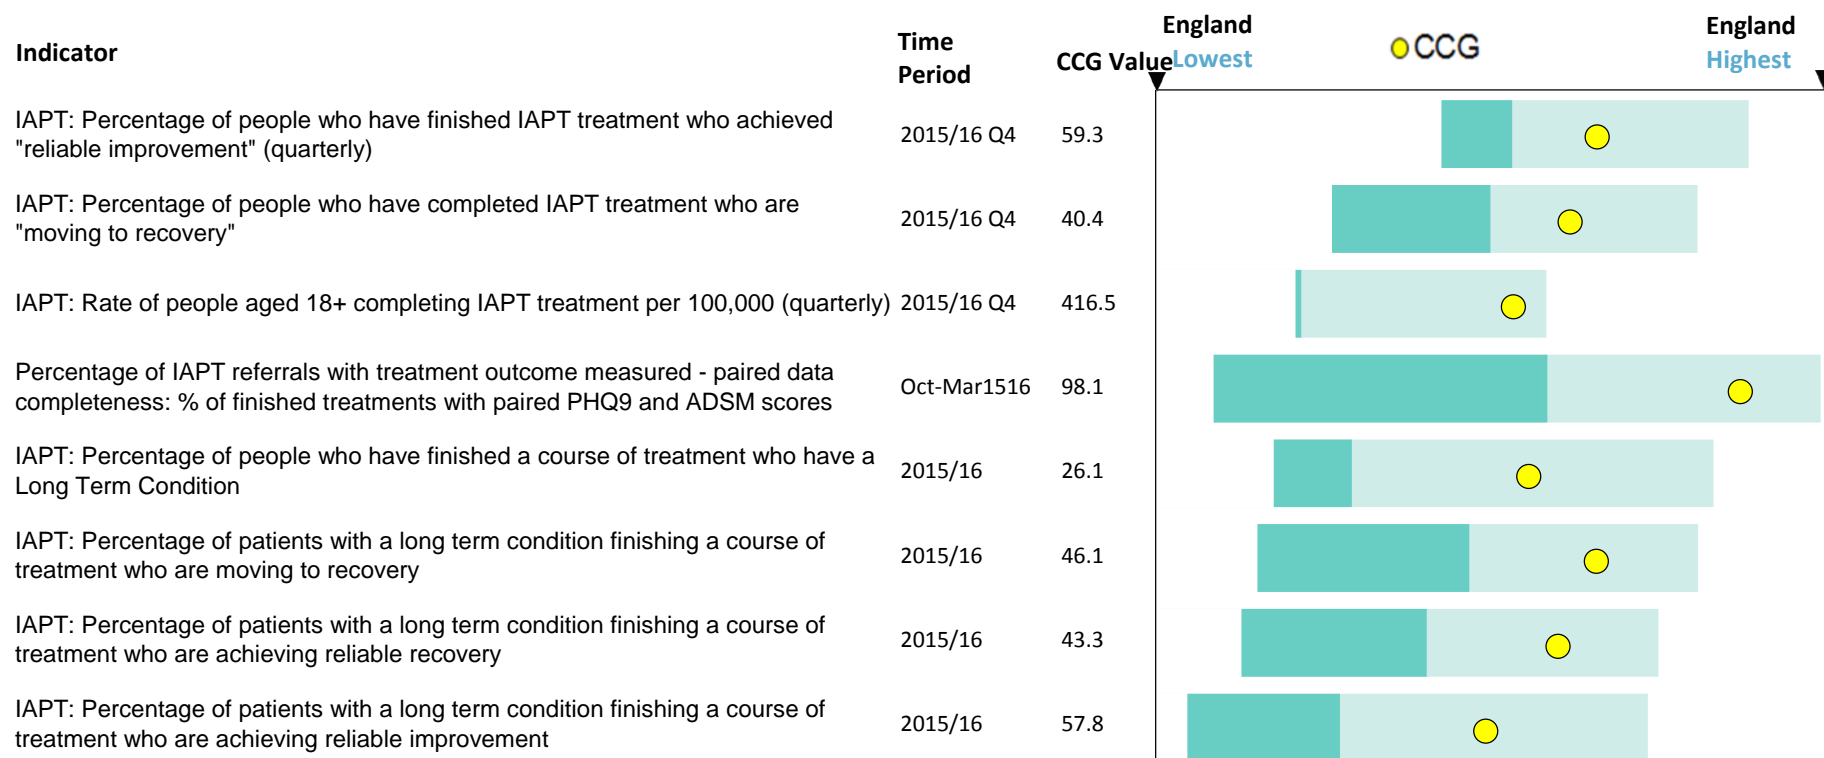 Indicator
Time
Period
CCG Value
England
Lowest
CCG
England
Highest
IAPT: Percentage of people who have finished IAPT treatment who achieved
"reliable improvement" (quarterly)
2015/16 Q4
59.3
IAPT: Percentage of people who have completed IAPT treatment who are
"moving to recovery"
2015/16 Q4
40.4
IAPT: Rate of people aged 18+ completing IAPT treatment per 100,000 (quarterly)
2015/16 Q4
416.5
Percentage of IAPT referrals with treatment outcome measured - paired data
completeness: % of finished treatments with paired PHQ9 and ADSM scores
Oct-Mar1516
98.1
IAPT: Percentage of people who have finished a course of treatment who have a
Long Term Condition
2015/16
26.1
IAPT: Percentage of patients with a long term condition finishing a course of
treatment who are moving to recovery
2015/16
46.1
IAPT: Percentage of patients with a long term condition finishing a course of
treatment who are achieving reliable recovery
2015/16
43.3
IAPT: Percentage of patients with a long term condition finishing a course of
treatment who are achieving reliable improvement
2015/16
57.8